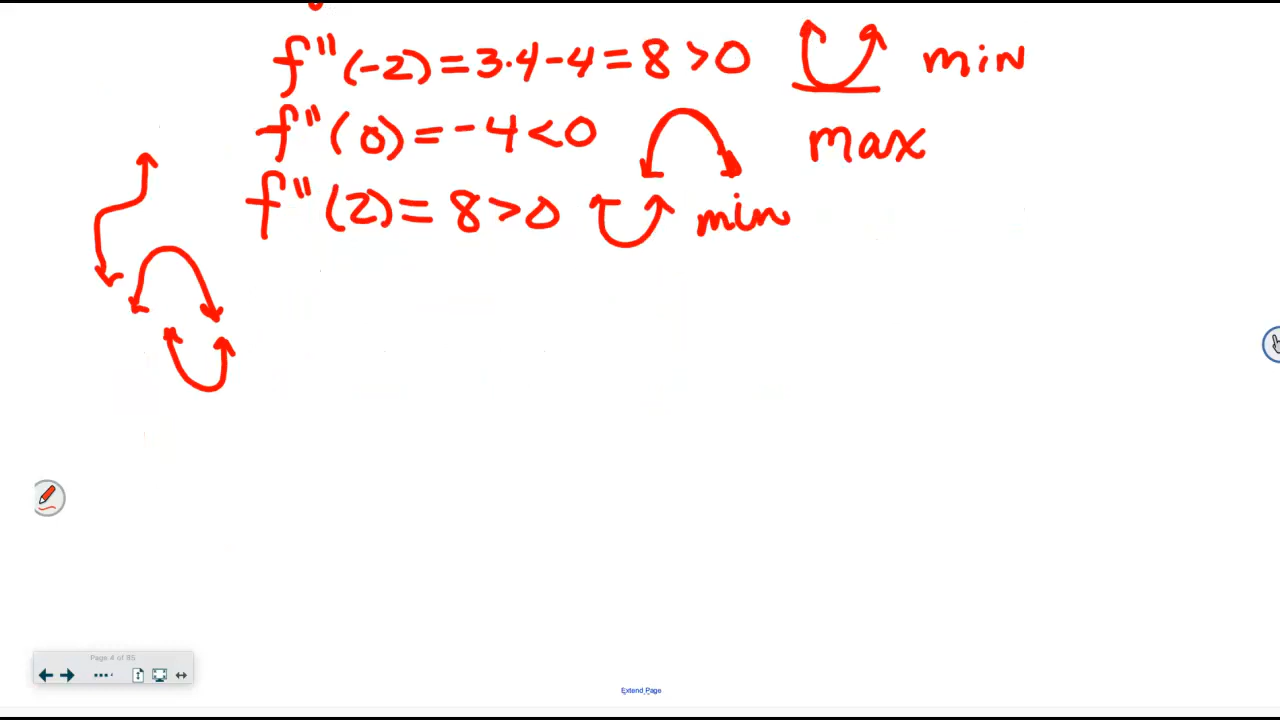 f''(-2) = 3·4 - 4 = 8 > 0 min
f''(0) = -4 < 0 max
f''(2) = 8 > 0 min
Page 4 of 85
Extend Page